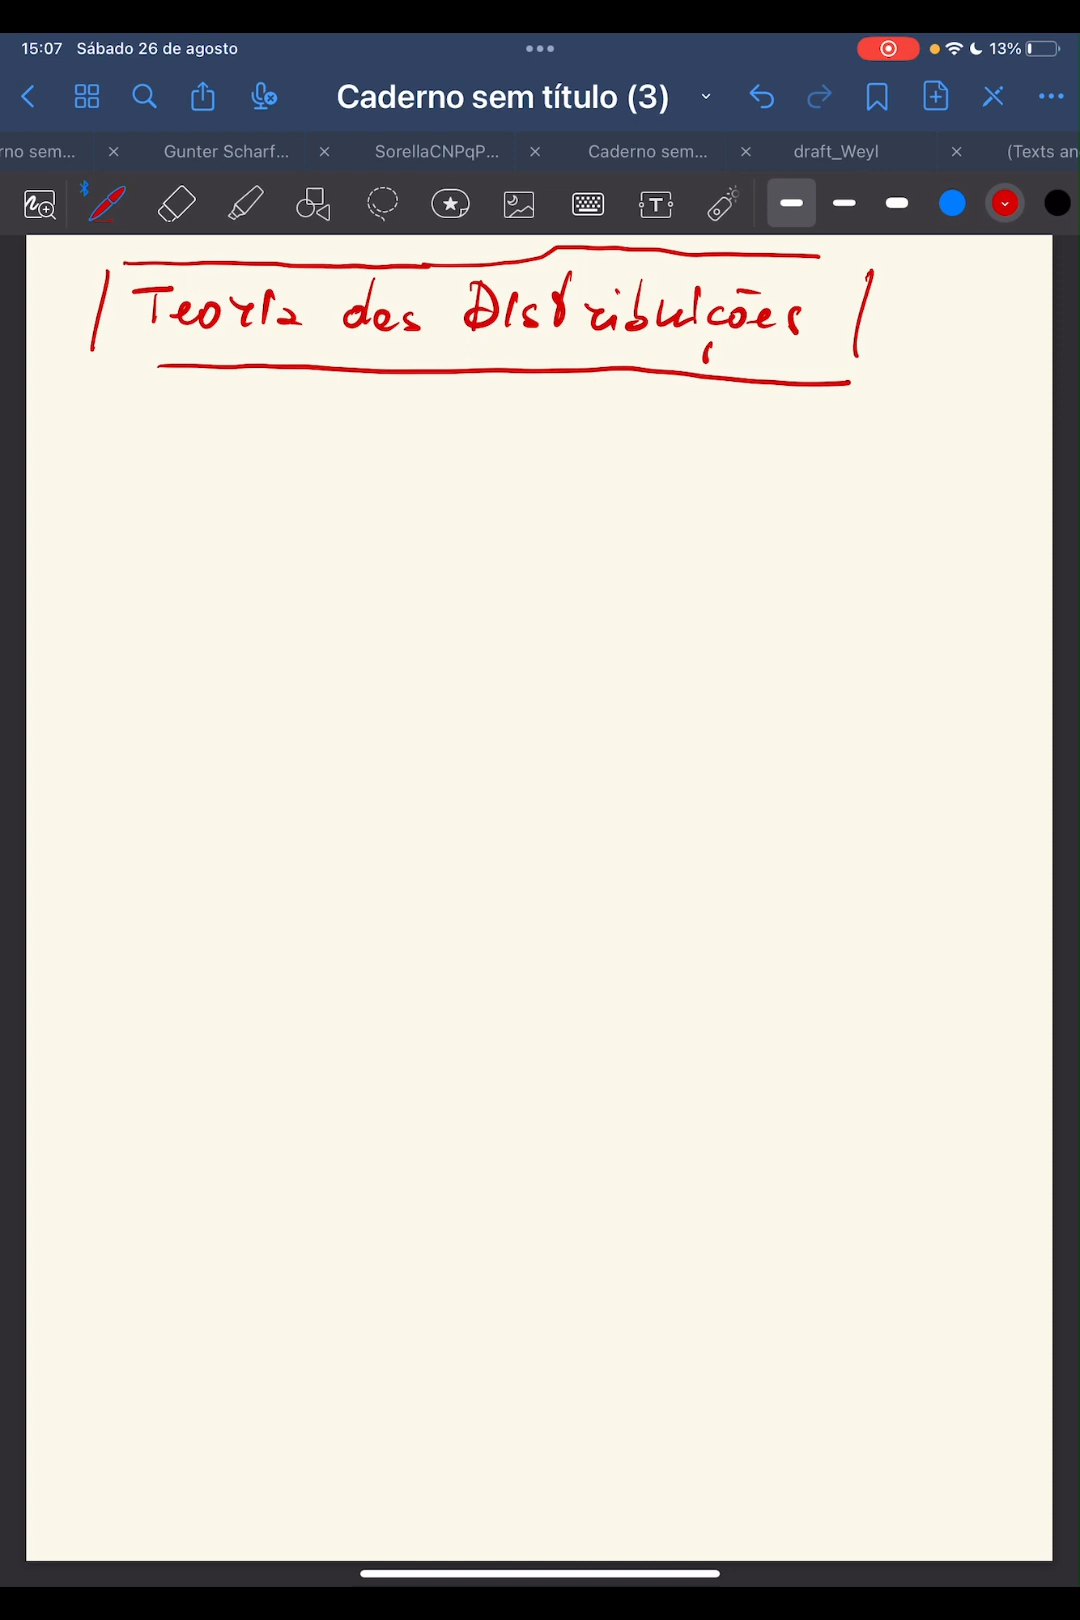 15:07 Sábado 26 de agosto
13%
Caderno sem título (3)
rno sem... Gunter Scharf... SorellaCNPqP... Caderno sem... draft_Weyl (Texts an
T
Teoria das Distribuições